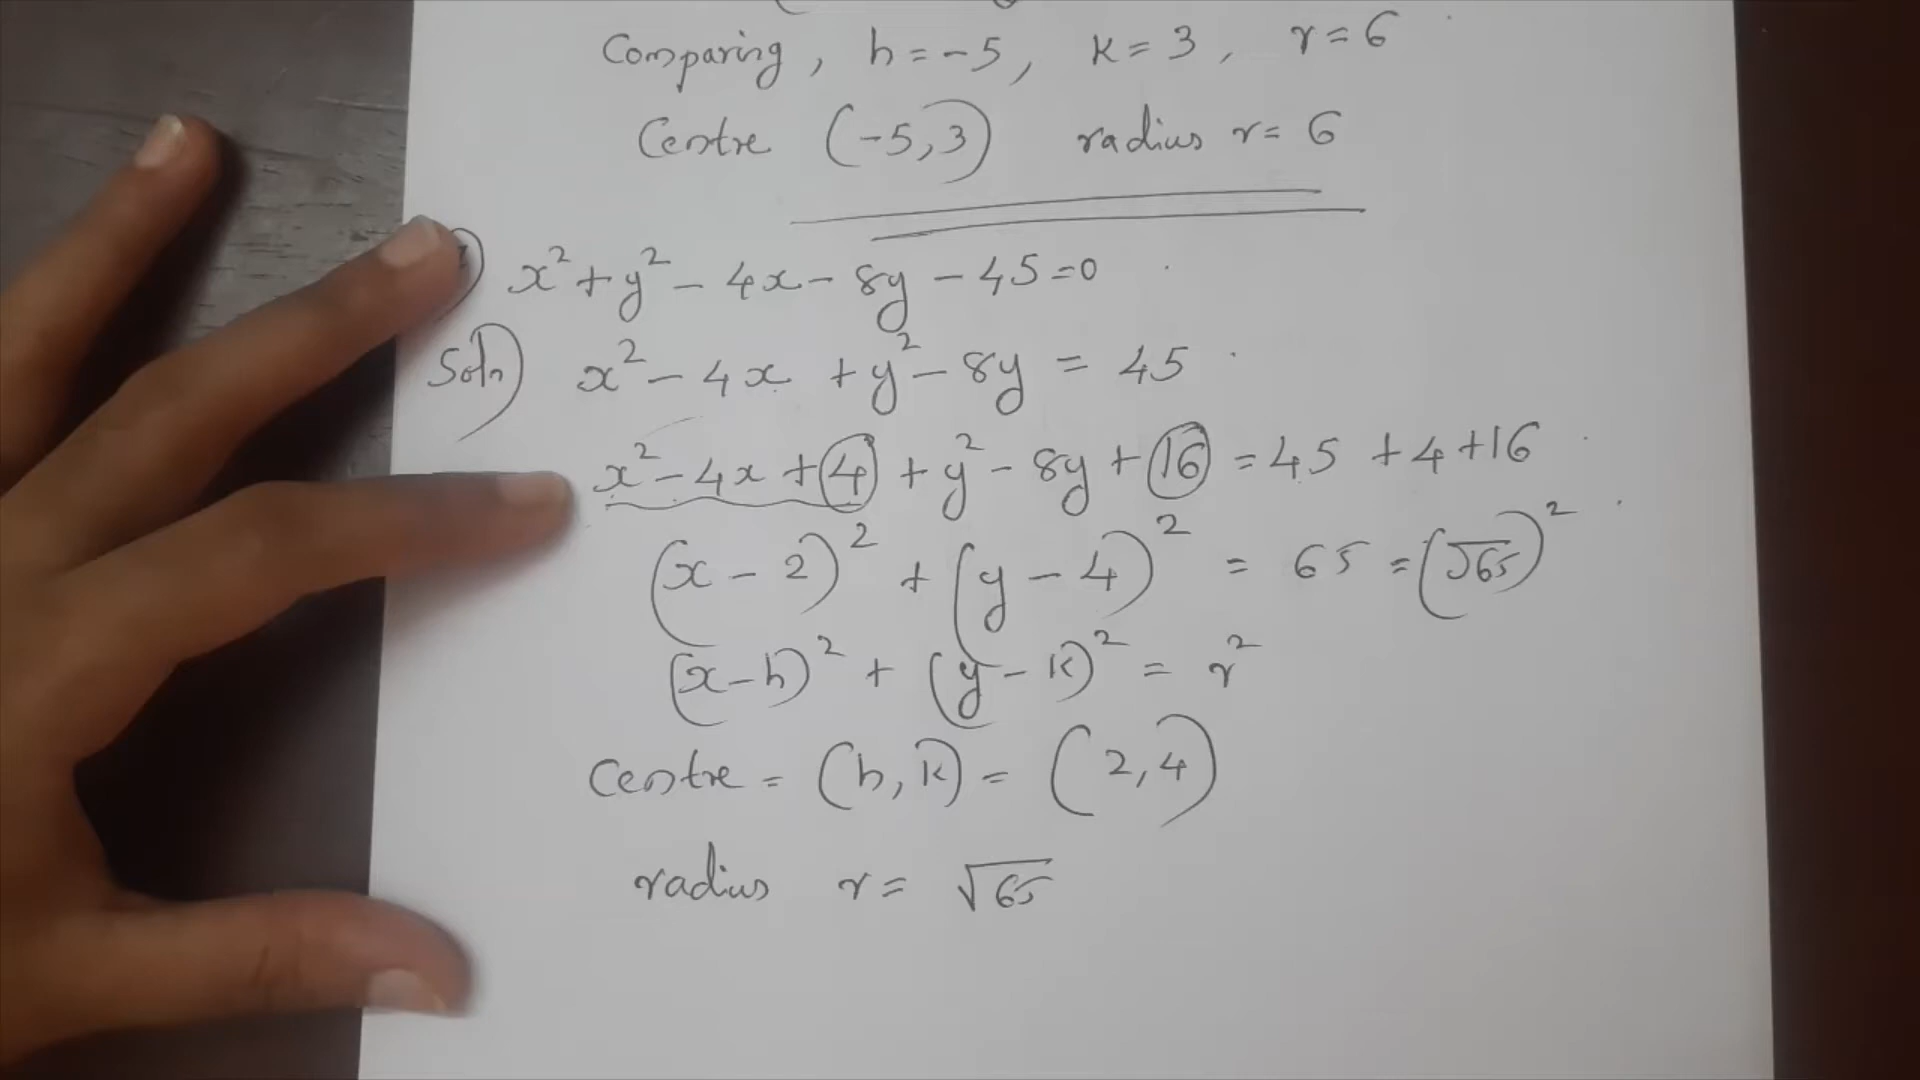 Comparing, h = -5, k = 3, r = 6
Centre (-5, 3) radius r = 6
x² + y² - 4x - 8y - 45 = 0
Soln) x² - 4x + y² - 8y = 45
x² - 4x + 4 + y² - 8y + 16 = 45 + 4 + 16
(x - 2)² + (y - 4)² = 65 = (√65)²
(x - h)² + (y - k)² = r²
Centre = (h, k) = (2, 4)
radius r = √65